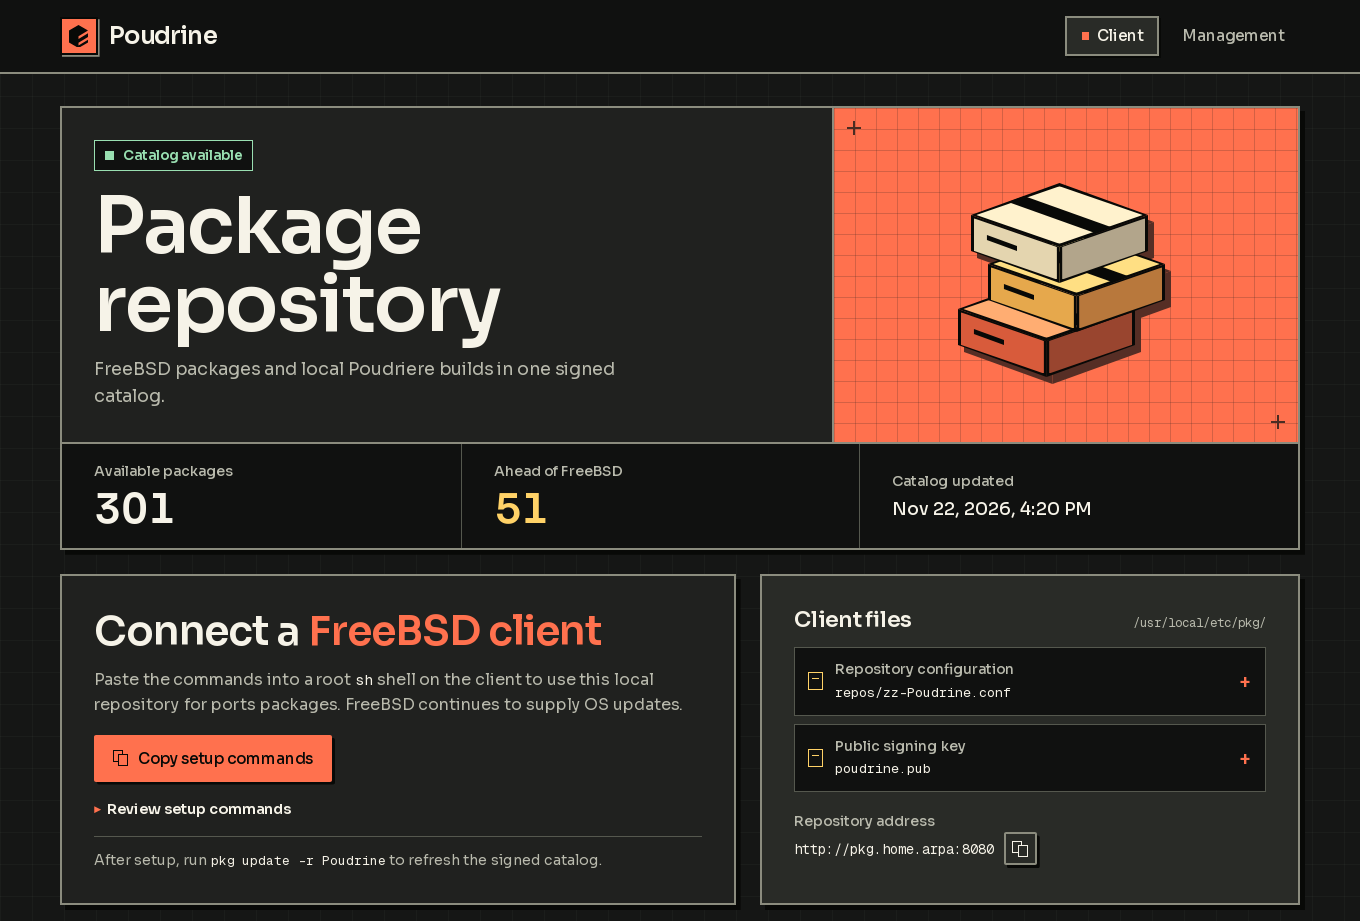 Poudrine
Client
Management
Catalog available
Package
repository
FreeBSD packages and local Poudriere builds in one signed
catalog.
Available packages
301
Ahead of FreeBSD
51
Catalog updated
Nov 22, 2026, 4:20 PM
Connect a FreeBSD client
Paste the commands into a root sh shell on the client to use this local
repository for ports packages. FreeBSD continues to supply OS updates.
Copy setup commands
Review setup commands
After setup, run pkg update -r Poudrine to refresh the signed catalog.
Client files
/usr/local/etc/pkg/
Repository configuration
repos/zz-Poudrine.conf
+
Public signing key
poudrine.pub
+
Repository address
http://pkg.home.arpa:8080